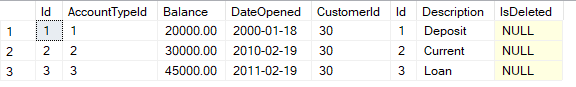 Id AccountTypeId Balance DateOpened CustomerId Id Description IsDeleted
1 1 1 20000.00 2000-01-18 30 1 Deposit NULL
2 2 2 30000.00 2010-02-19 30 2 Current NULL
3 3 3 45000.00 2011-02-19 30 3 Loan NULL